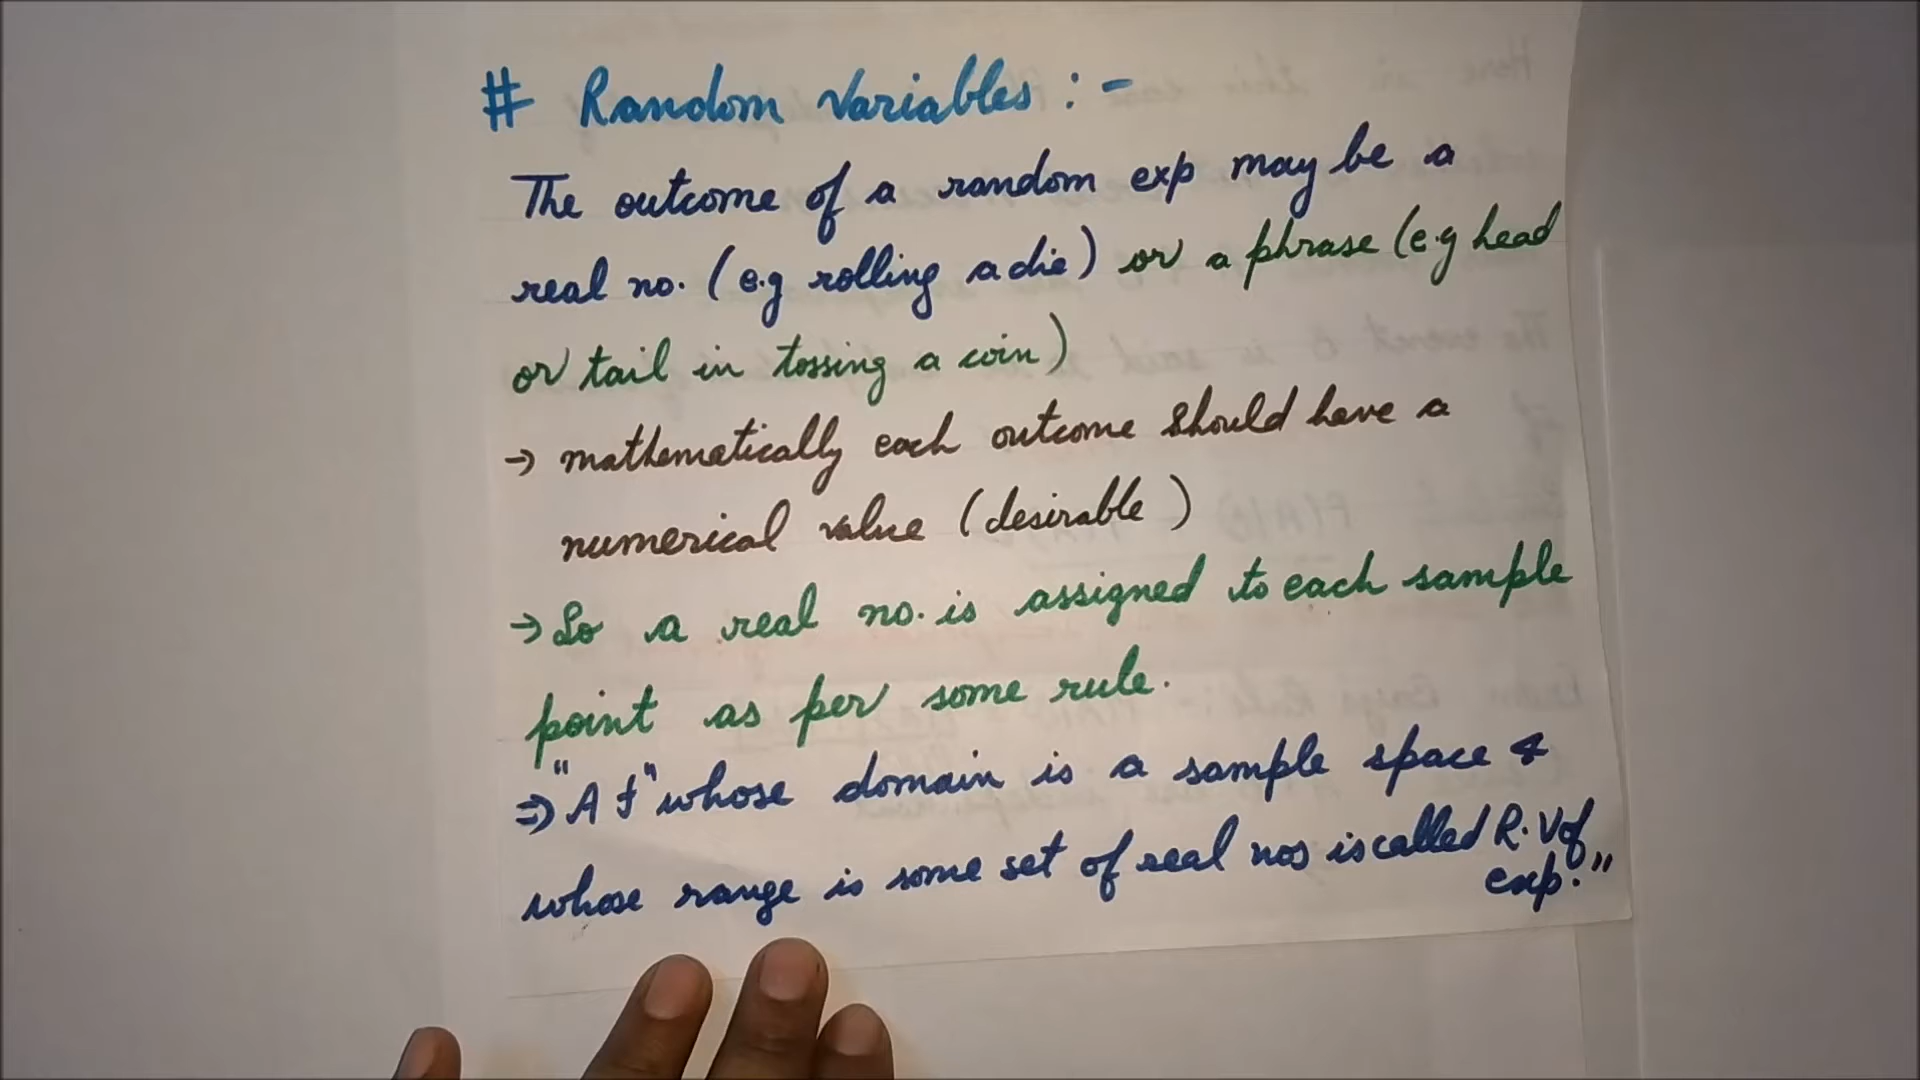 # Random Variables :-
The outcome of a random exp may be a
real no. (e.g rolling a die) or a phrase (e.g head
or tail in tossing a coin)
→ mathematically each outcome should have a
numerical value (desirable)
→ So a real no. is assigned to each sample
point as per some rule.
⇒ "A fⁿ whose domain is a sample space &
whose range is some set of real nos is called R.V of
exp."